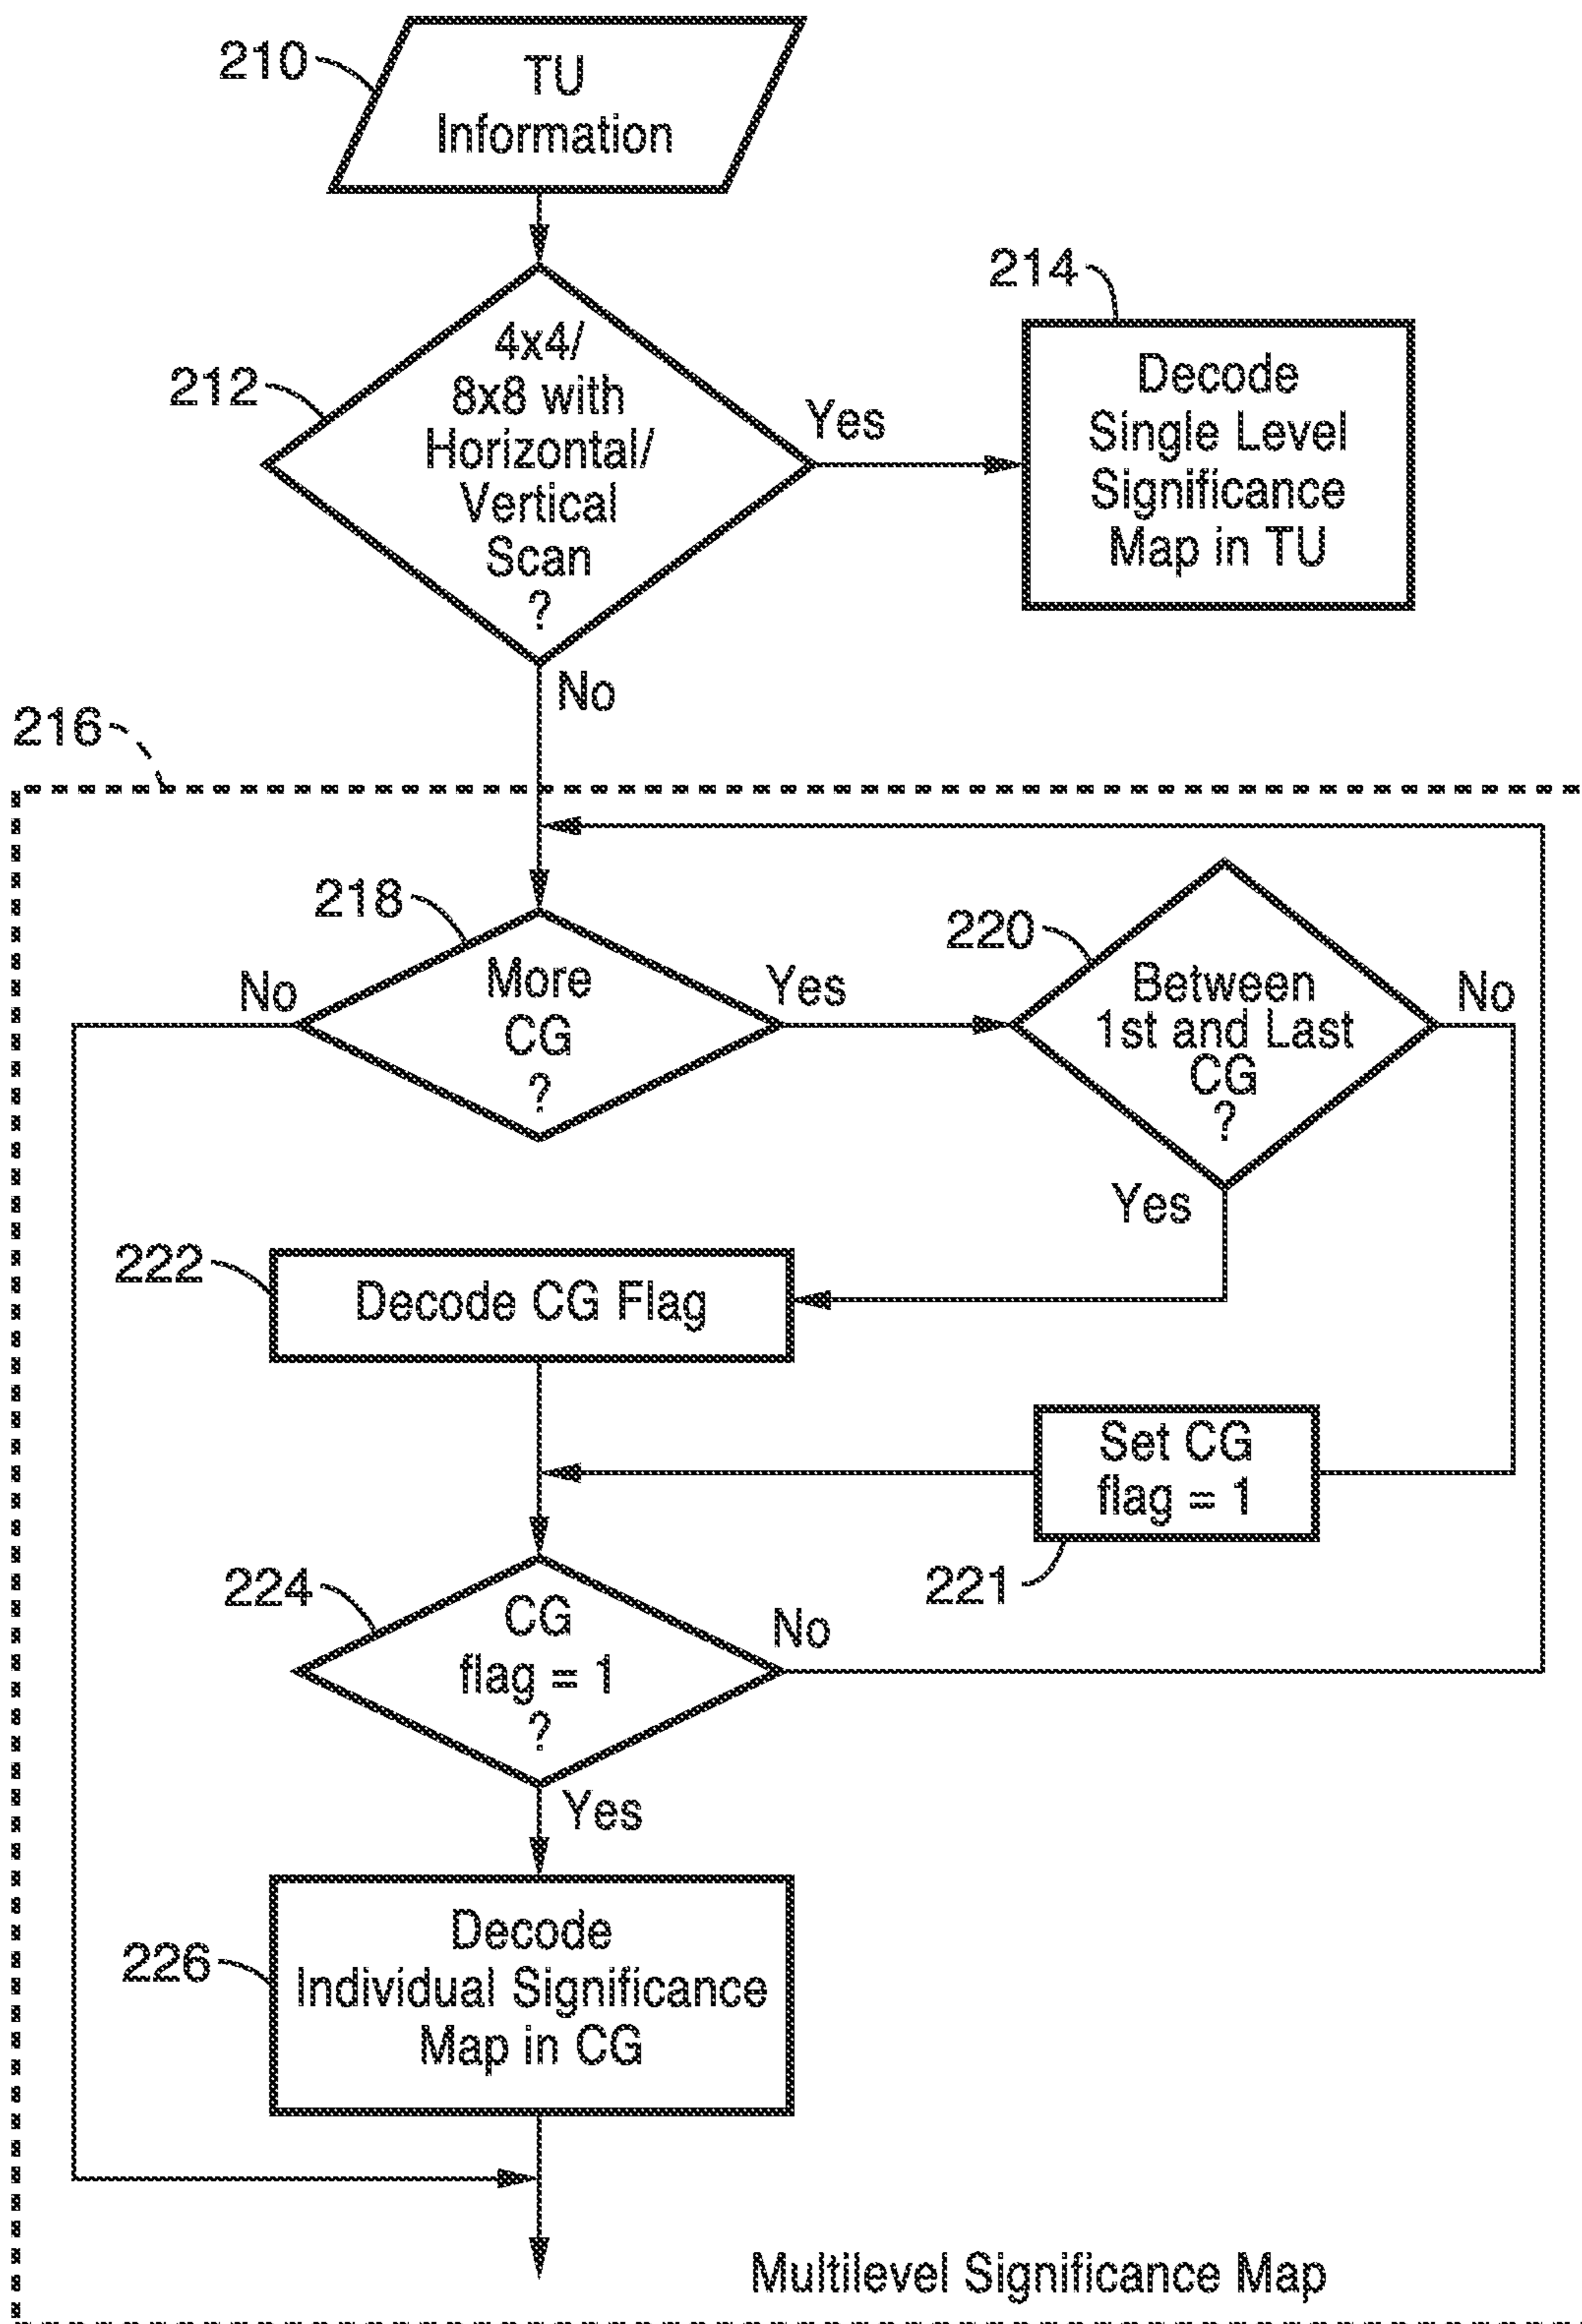 210
TU
Information
212
4x4/
8x8 with
Horizontal/
Vertical
Scan
?
Yes
214
Decode
Single Level
Significance
Map in TU
No
216
218
More
CG
?
No
Yes
220
Between
1st and Last
CG
?
No
Yes
222
Decode CG Flag
Set CG
flag = 1
221
224
CG
flag = 1
?
No
Yes
226
Decode
Individual Significance
Map in CG
Multilevel Significance Map